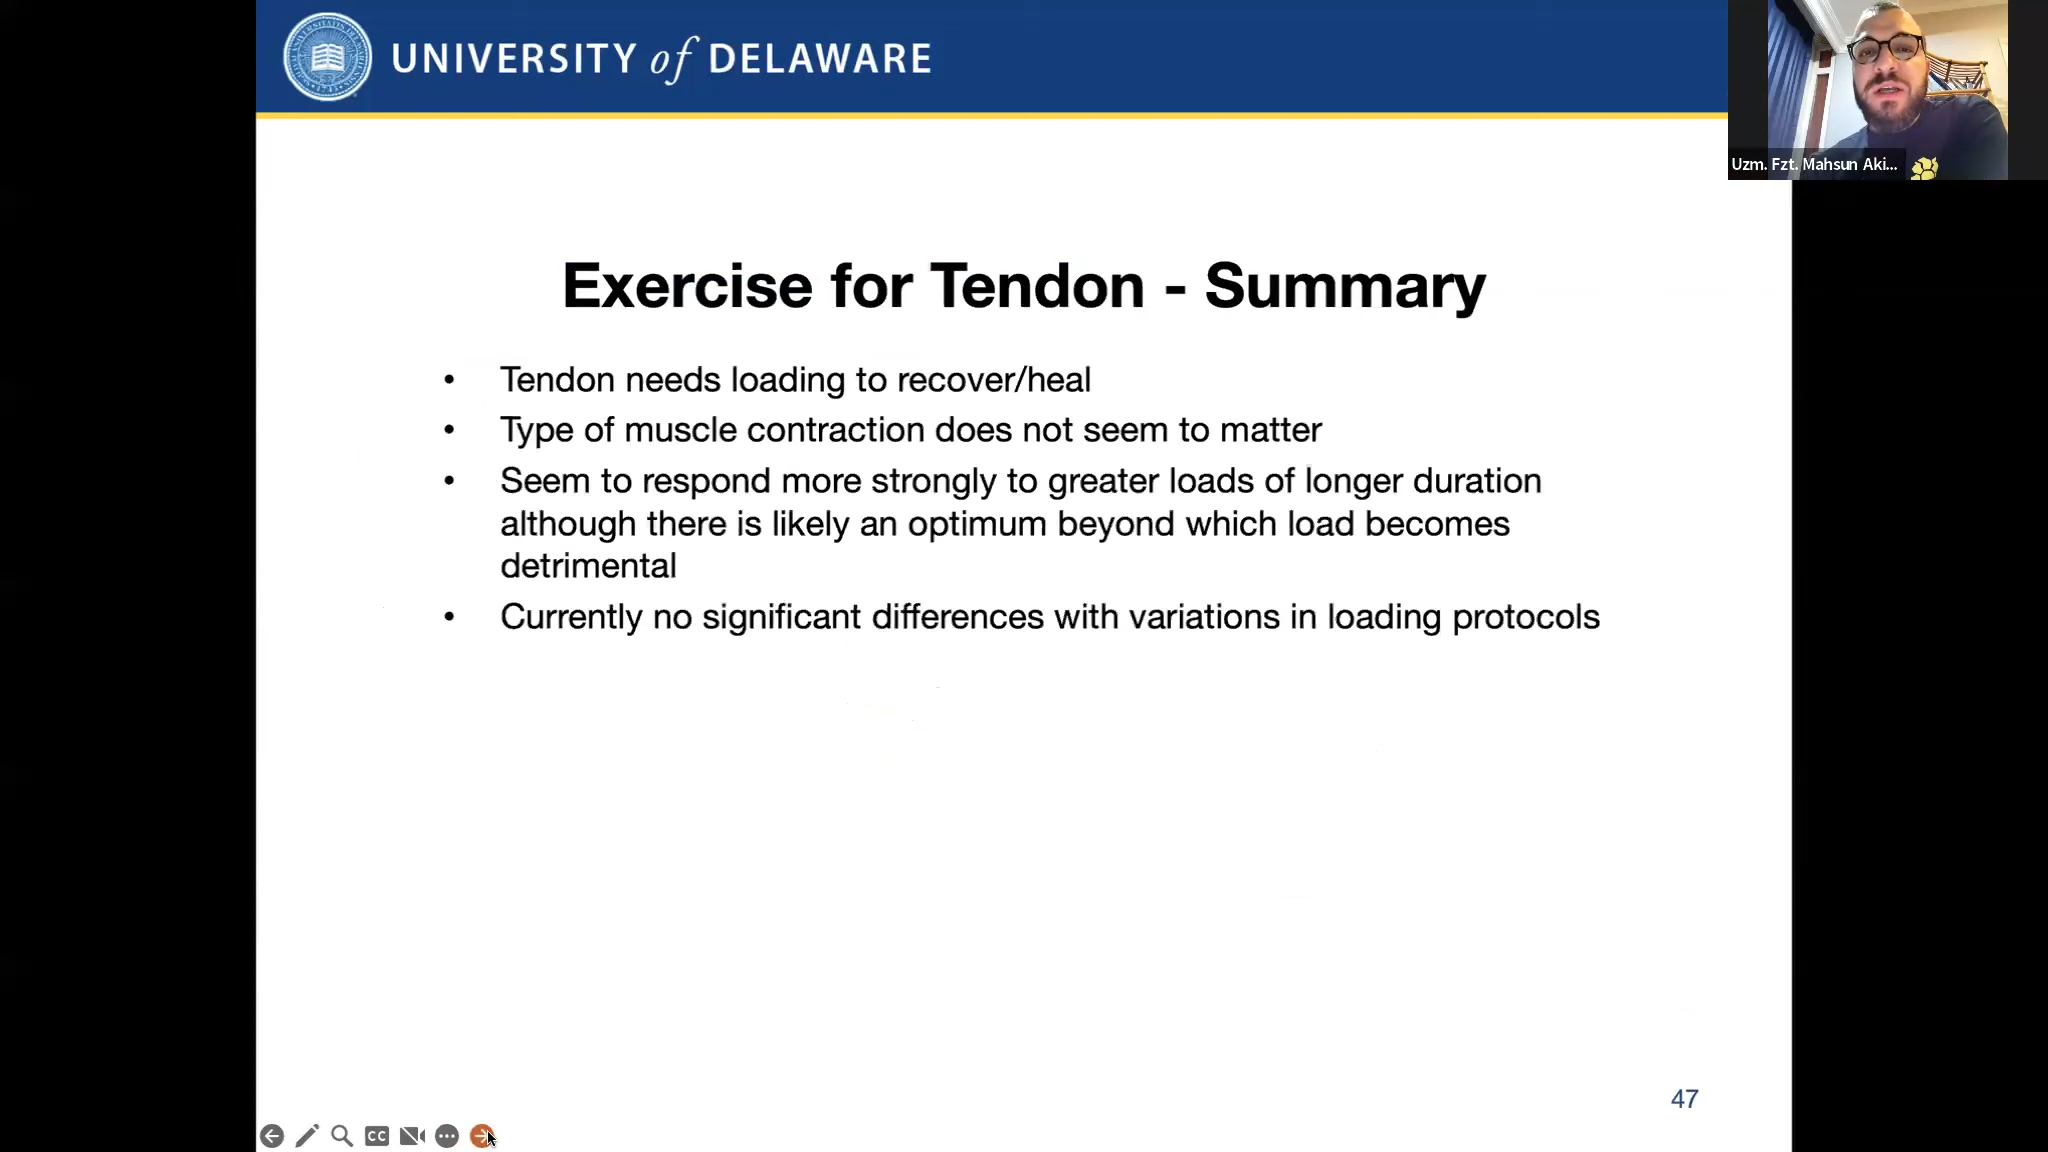 UNIVERSITY of DELAWARE
Uzm. Fzt. Mahsun Aki...
Exercise for Tendon - Summary
• Tendon needs loading to recover/heal
• Type of muscle contraction does not seem to matter
• Seem to respond more strongly to greater loads of longer duration
although there is likely an optimum beyond which load becomes
detrimental
• Currently no significant differences with variations in loading protocols
47
CC